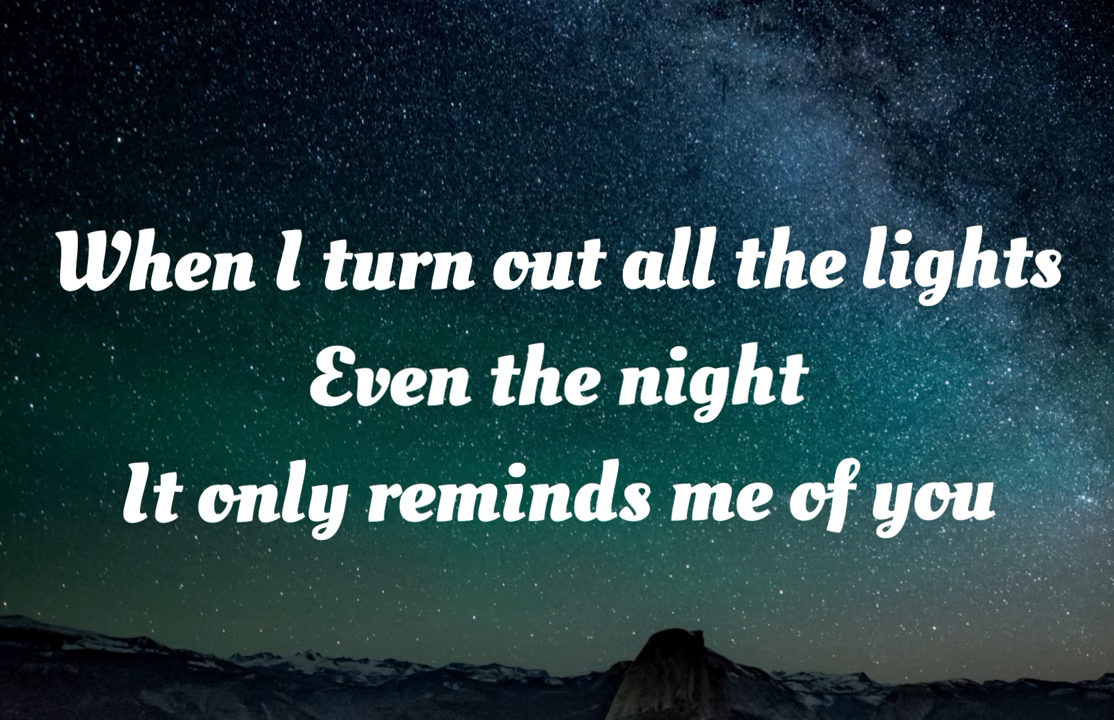 When I turn out all the lights
Even the night
It only reminds me of you